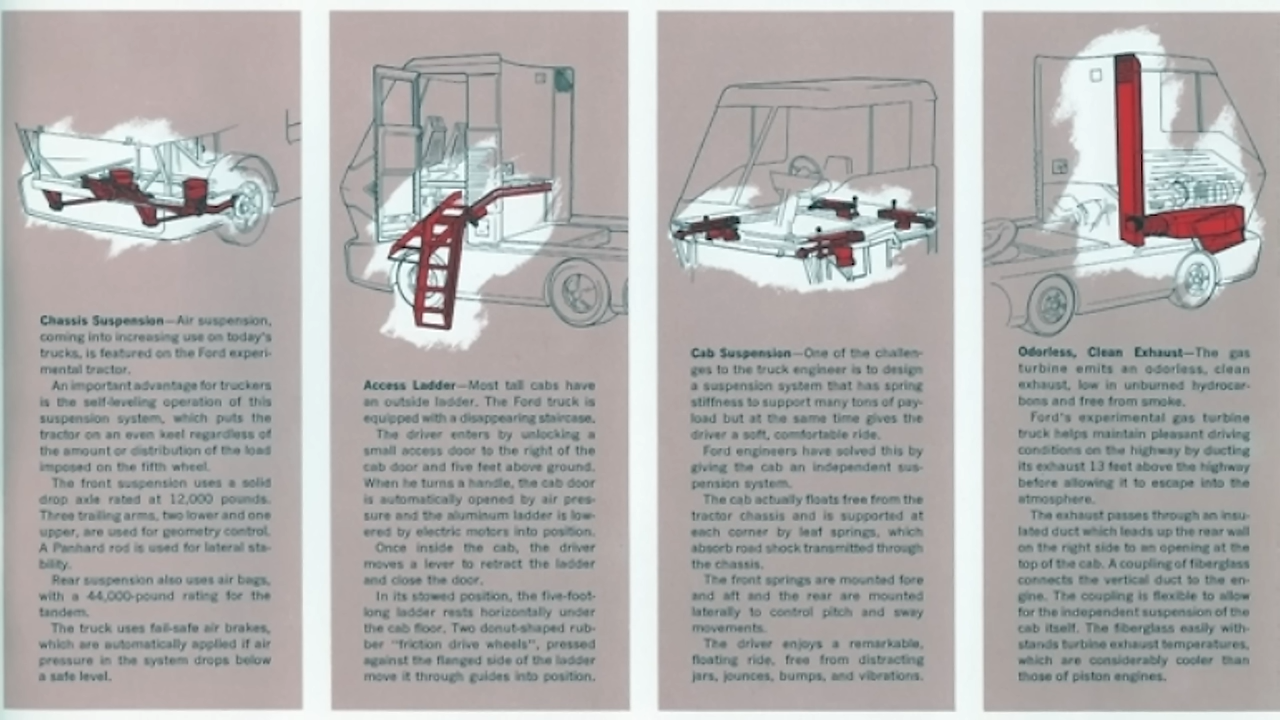 Chassis Suspension—Air suspension,
coming into increasing use on today's
trucks, is featured on the Ford experi-
mental tractor.
An important advantage for truckers
is the self-leveling operation of this
suspension system, which puts the
tractor on an even keel regardless of
the amount or distribution of the load
imposed on the fifth wheel.
The front suspension uses a solid
drop axle rated at 12,000 pounds.
Three trailing arms, two lower and one
upper, are used for geometry control.
A Panhard rod is used for lateral sta-
bility.
Rear suspension also uses air bags,
with a 44,000-pound rating for the
tandem.
The truck uses fail-safe air brakes,
which are automatically applied if air
pressure in the system drops below
a safe level.
Access Ladder—Most tall cabs have
an outside ladder. The Ford truck is
equipped with a disappearing staircase.
The driver enters by unlocking a
small access door to the right of the
cab door and five feet above ground.
When he turns a handle, the cab door
is automatically opened by air pres-
sure and the aluminum ladder is low-
ered by electric motors into position.
Once inside the cab, the driver
moves a lever to retract the ladder
and close the door.
In its stowed position, the five-foot-
long ladder rests horizontally under
the cab floor. Two donut-shaped rub-
ber "friction drive wheels", pressed
against the flanged side of the ladder
move it through guides into position.
Cab Suspension—One of the challen-
ges to the truck engineer is to design
a suspension system that has spring
stiffness to support many tons of pay-
load but at the same time gives the
driver a soft, comfortable ride.
Ford engineers have solved this by
giving the cab an independent sus-
pension system.
The cab actually floats free from the
tractor chassis and is supported at
each corner by leaf springs, which
absorb road shock transmitted through
the chassis.
The front springs are mounted fore
and aft and the rear are mounted
laterally to control pitch and sway
movements.
The driver enjoys a remarkable,
floating ride, free from distracting
jars, jounces, bumps, and vibrations.
Odorless, Clean Exhaust—The gas
turbine emits an odorless, clean
exhaust, low in unburned hydrocar-
bons and free from smoke.
Ford's experimental gas turbine
truck helps maintain pleasant driving
conditions on the highway by ducting
its exhaust 13 feet above the highway
before allowing it to escape into the
atmosphere.
The exhaust passes through an insu-
lated duct which leads up the rear wall
on the right side to an opening at the
top of the cab. A coupling of fiberglass
connects the vertical duct to the en-
gine. The coupling is flexible to allow
for the independent suspension of the
cab itself. The fiberglass easily with-
stands turbine exhaust temperatures,
which are considerably cooler than
those of piston engines.